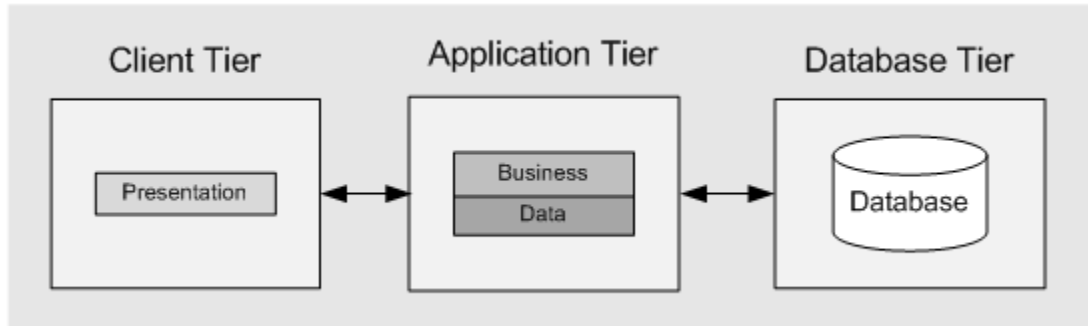 Client Tier
Application Tier
Database Tier
Presentation
Business
Data
Database